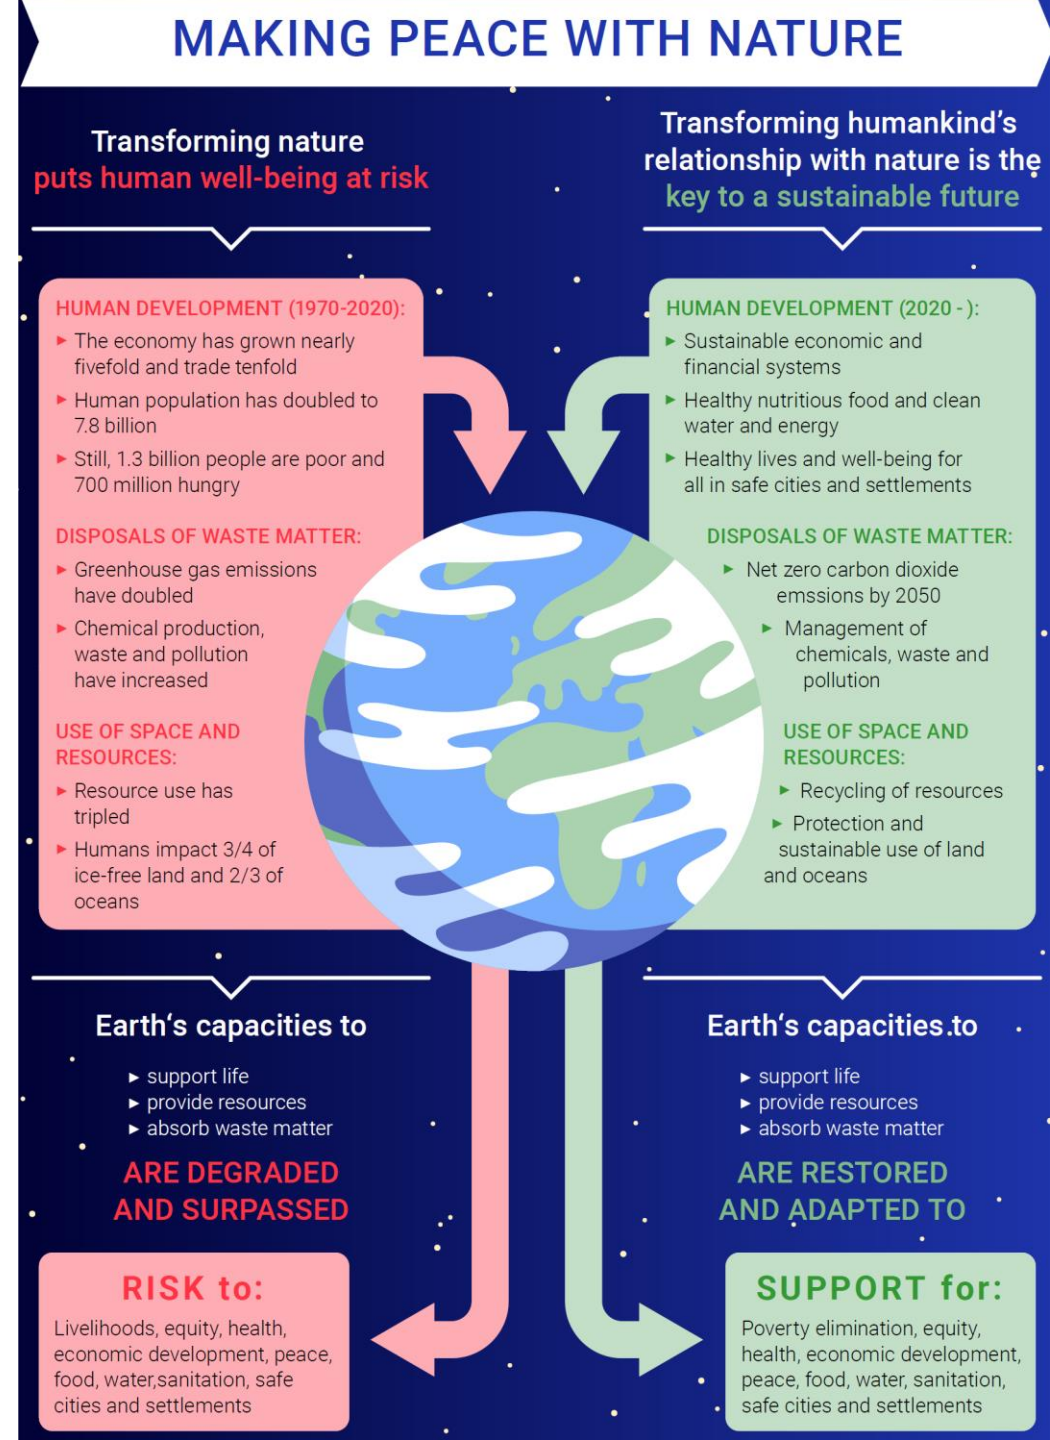 MAKING PEACE WITH NATURE
Transforming nature
puts human well-being at risk
HUMAN DEVELOPMENT (1970-2020):
▸ The economy has grown nearly
fivefold and trade tenfold
▸ Human population has doubled to
7.8 billion
▸ Still, 1.3 billion people are poor and
700 million hungry
DISPOSALS OF WASTE MATTER:
▸ Greenhouse gas emissions
have doubled
▸ Chemical production,
waste and pollution
have increased
USE OF SPACE AND
RESOURCES:
▸ Resource use has
tripled
▸ Humans impact 3/4 of
ice-free land and 2/3 of
oceans
Earth‘s capacities to
▸ support life
▸ provide resources
▸ absorb waste matter
ARE DEGRADED
AND SURPASSED
RISK to:
Livelihoods, equity, health,
economic development, peace,
food, water,sanitation, safe
cities and settlements
Transforming humankind’s
relationship with nature is the
key to a sustainable future
HUMAN DEVELOPMENT (2020 - ):
▸ Sustainable economic and
financial systems
▸ Healthy nutritious food and clean
water and energy
▸ Healthy lives and well-being for
all in safe cities and settlements
DISPOSALS OF WASTE MATTER:
▸ Net zero carbon dioxide
emssions by 2050
▸ Management of
chemicals, waste and
pollution
USE OF SPACE AND
RESOURCES:
▸ Recycling of resources
▸ Protection and
sustainable use of land
and oceans
Earth‘s capacities to
▸ support life
▸ provide resources
▸ absorb waste matter
ARE RESTORED
AND ADAPTED TO
SUPPORT for:
Poverty elimination, equity,
health, economic development,
peace, food, water, sanitation,
safe cities and settlements